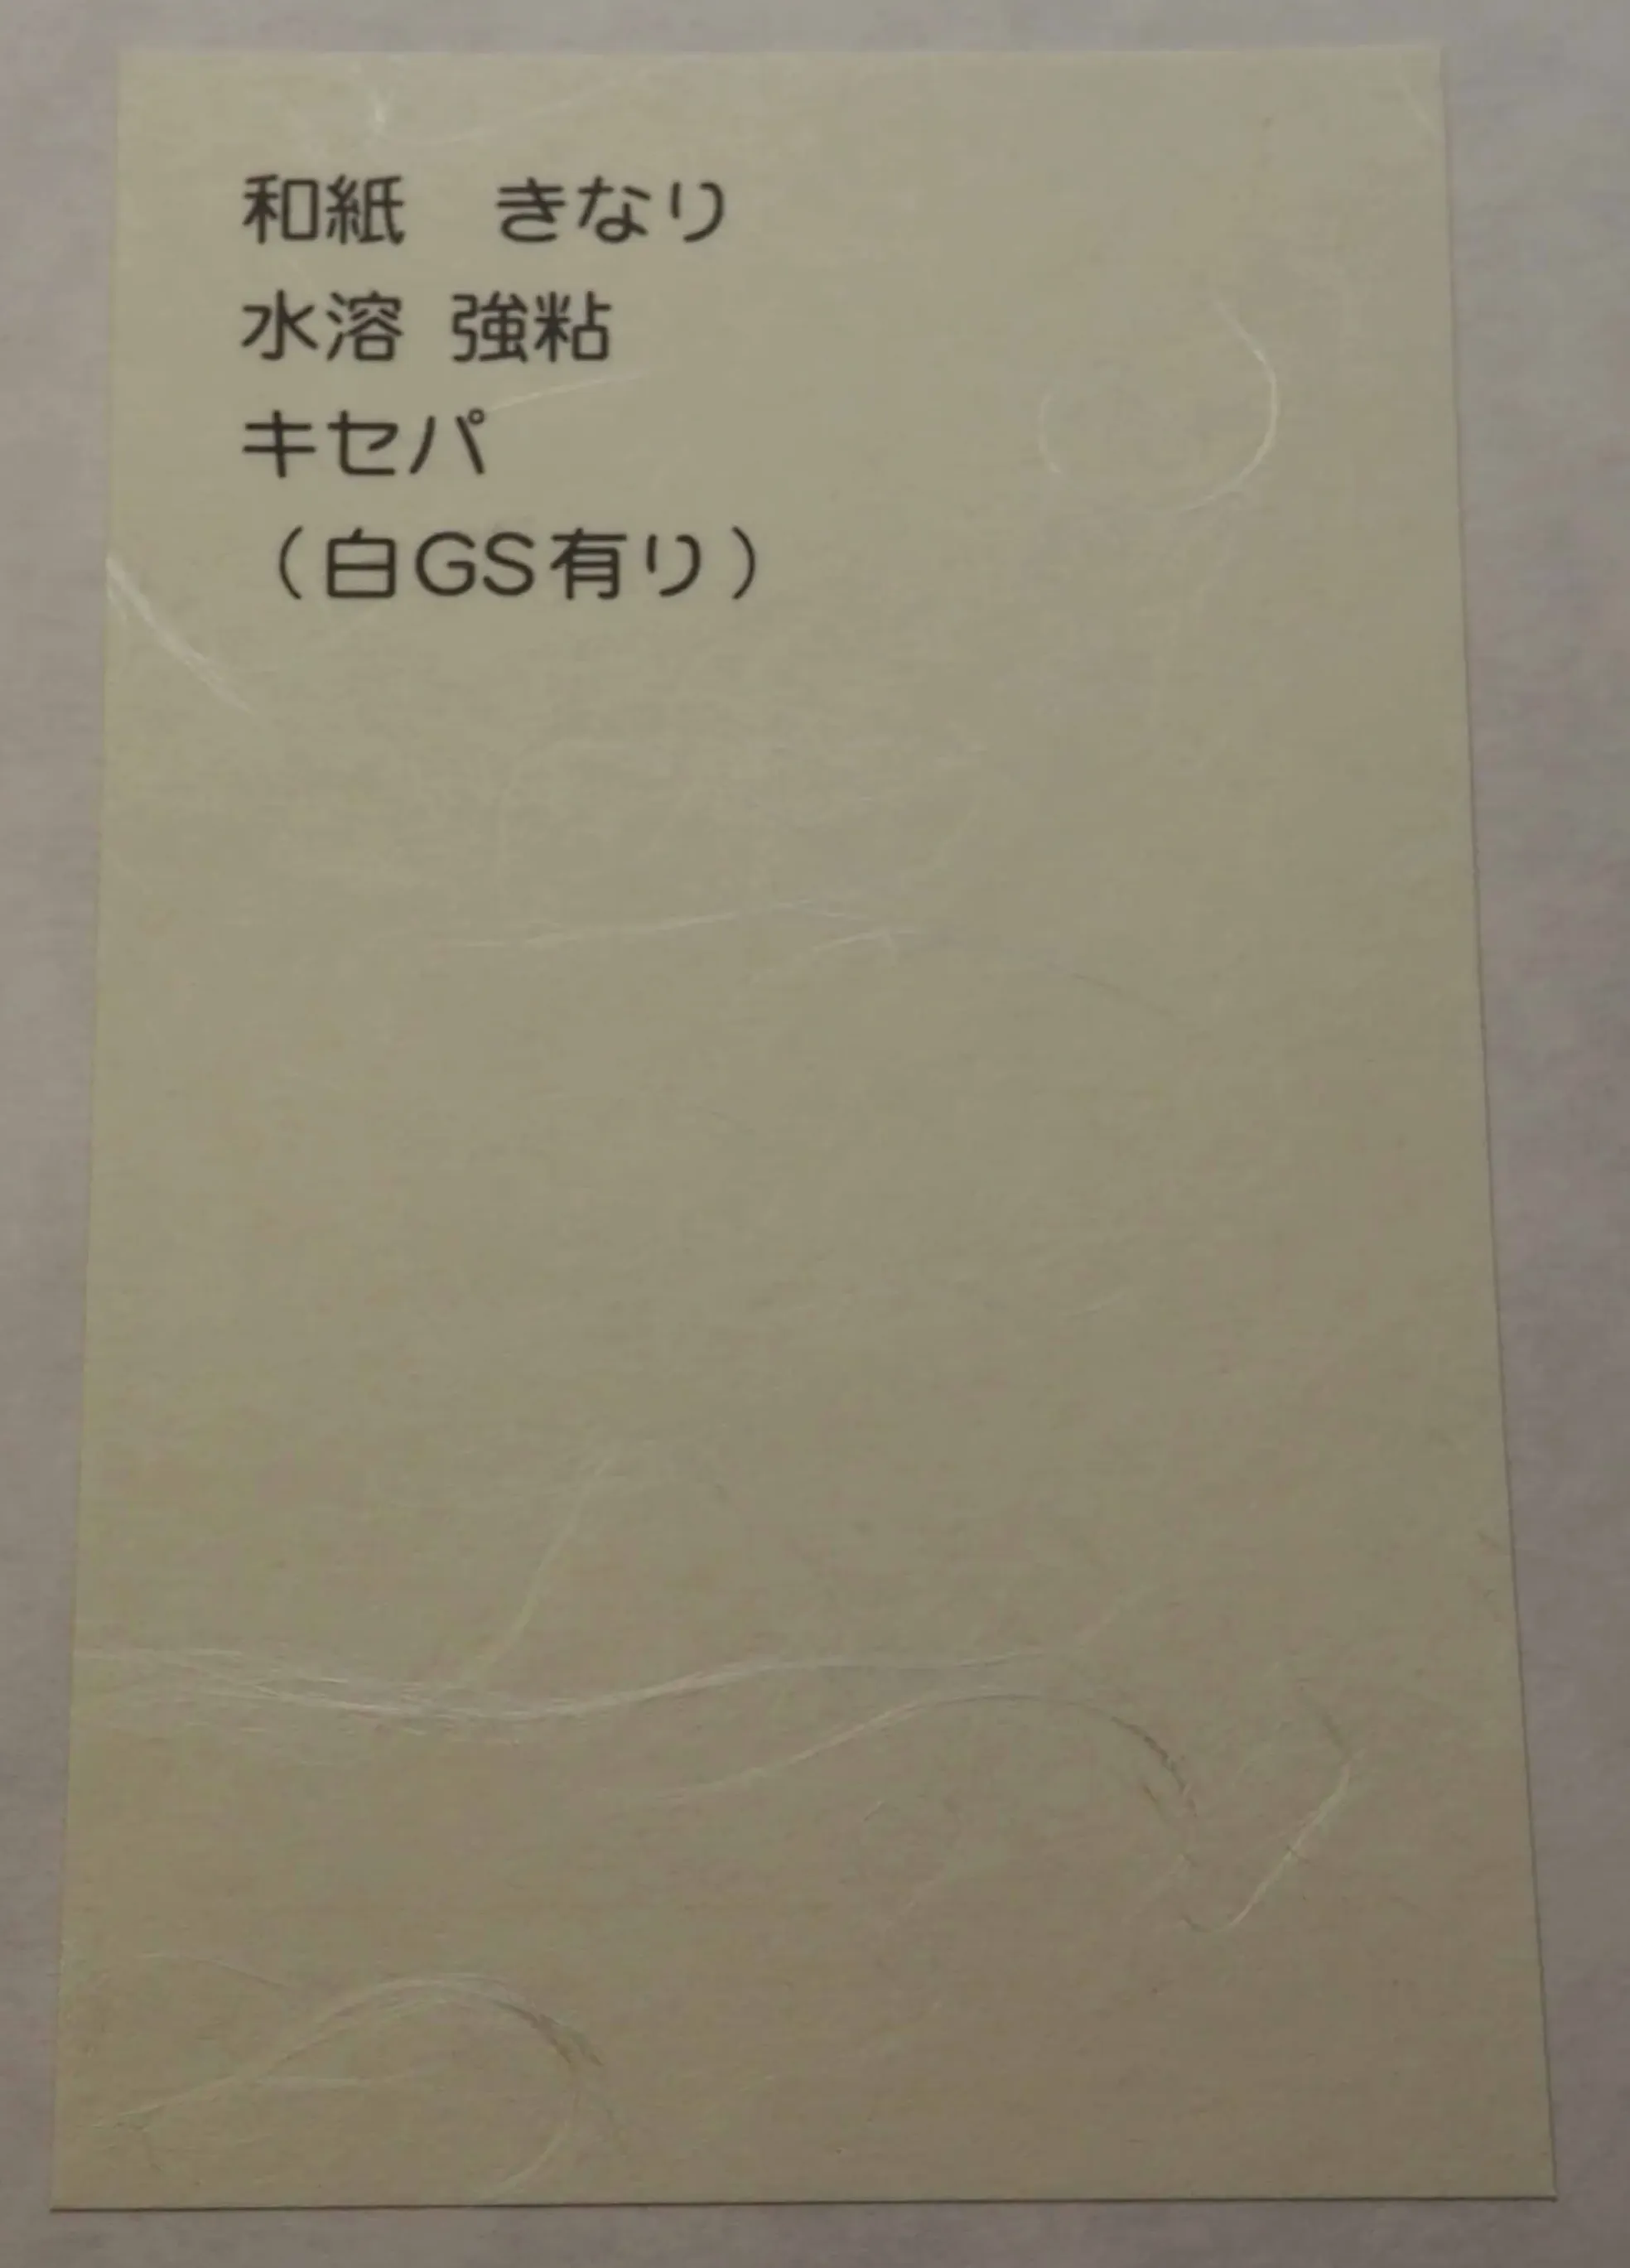 和紙　きなり
水溶 強粘
キセパ
（白GS有り）